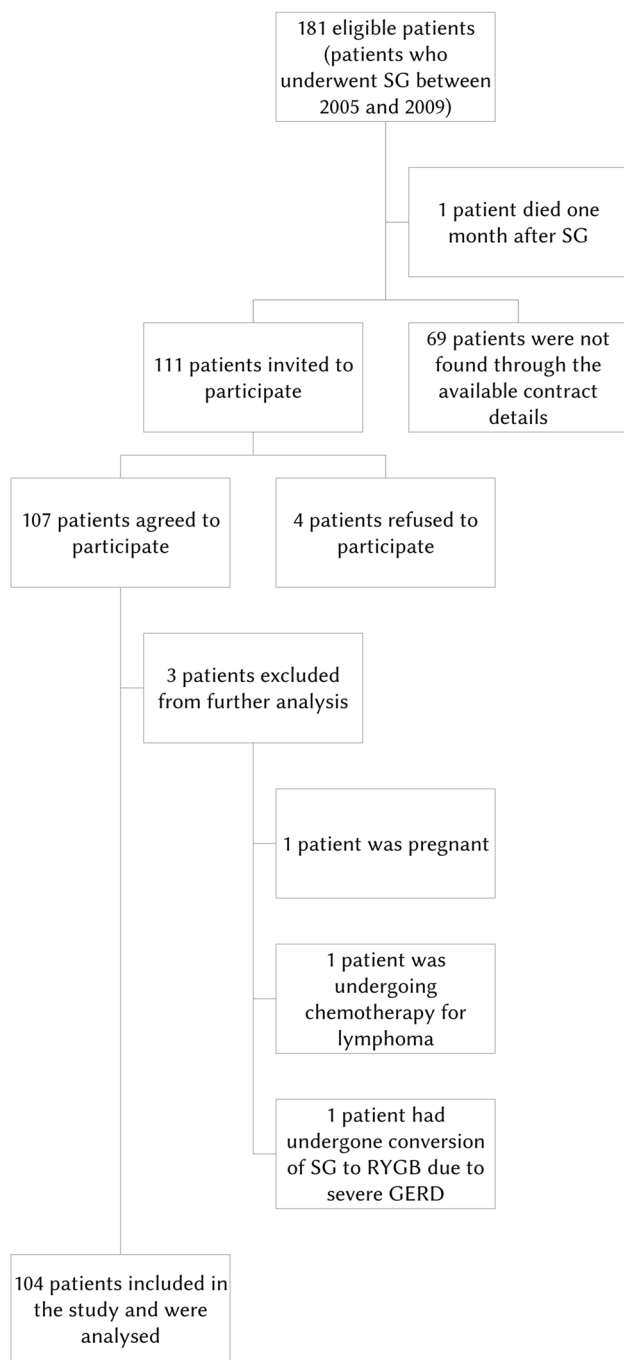 181 eligible patients
(patients who
underwent SG between
2005 and 2009)
1 patient died one
month after SG
111 patients invited to
participate
69 patients were not
found through the
available contract
details
107 patients agreed to
participate
4 patients refused to
participate
3 patients excluded
from further analysis
1 patient was pregnant
1 patient was
undergoing
chemotherapy for
lymphoma
1 patient had
undergone conversion
of SG to RYGB due to
severe GERD
104 patients included in
the study and were
analysed